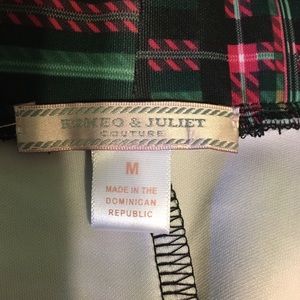 ROMEO & JULIET
COUTURE
M
MADE IN THE
DOMINICAN
REPUBLIC